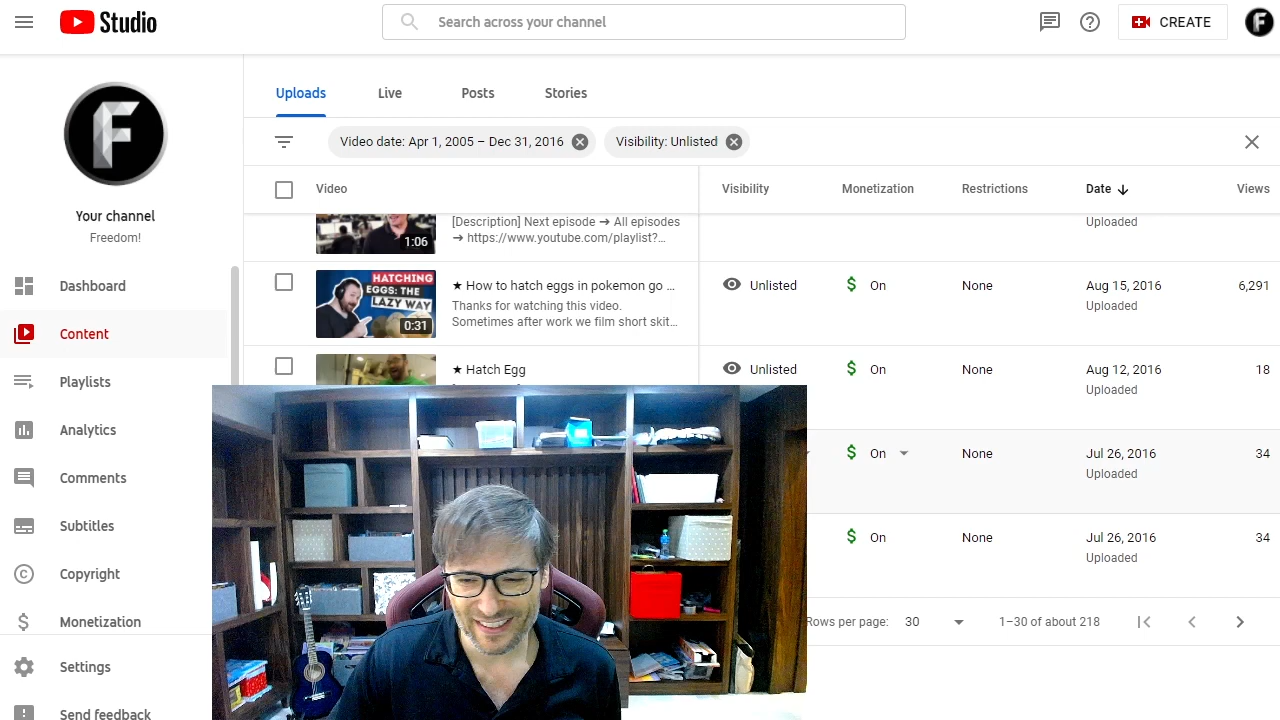 Studio
Search across your channel
CREATE
F
F
Your channel
Freedom!
Dashboard
Content
Playlists
Analytics
Comments
Subtitles
Copyright
Monetization
Settings
Send feedback
Uploads Live Posts Stories
Video date: Apr 1, 2005 – Dec 31, 2016 Visibility: Unlisted
Video Visibility Monetization Restrictions Date Views
1:06
[Description] Next episode → All episodes
→ https://www.youtube.com/playlist?…
Uploaded
HATCHING
EGGS: THE
LAZY WAY
0:31
★ How to hatch eggs in pokemon go …
Thanks for watching this video.
Sometimes after work we film short skit…
Unlisted $ On None Aug 15, 2016 6,291
Uploaded
★ Hatch Egg
Unlisted $ On None Aug 12, 2016 18
Uploaded
$ On None Jul 26, 2016 34
Uploaded
$ On None Jul 26, 2016 34
Uploaded
Rows per page: 30 1–30 of about 218